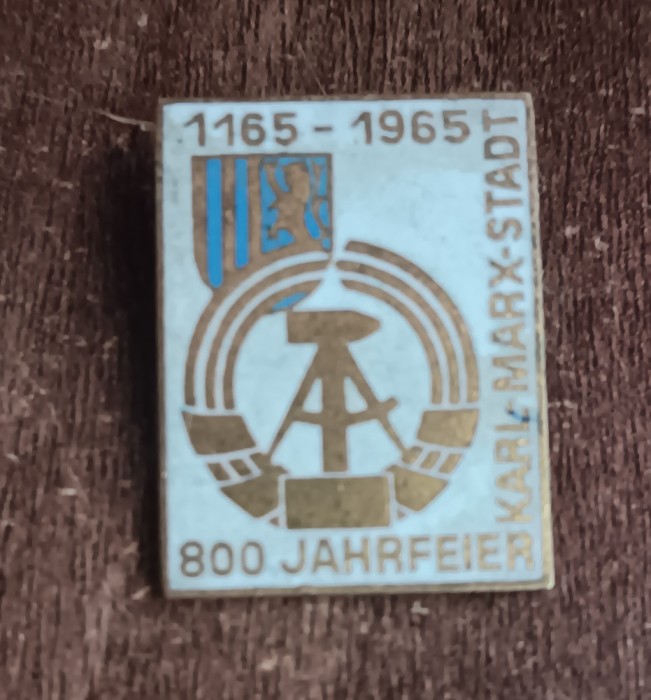 1165 - 1965
KARL-MARX-STADT
800 JAHRFEIER